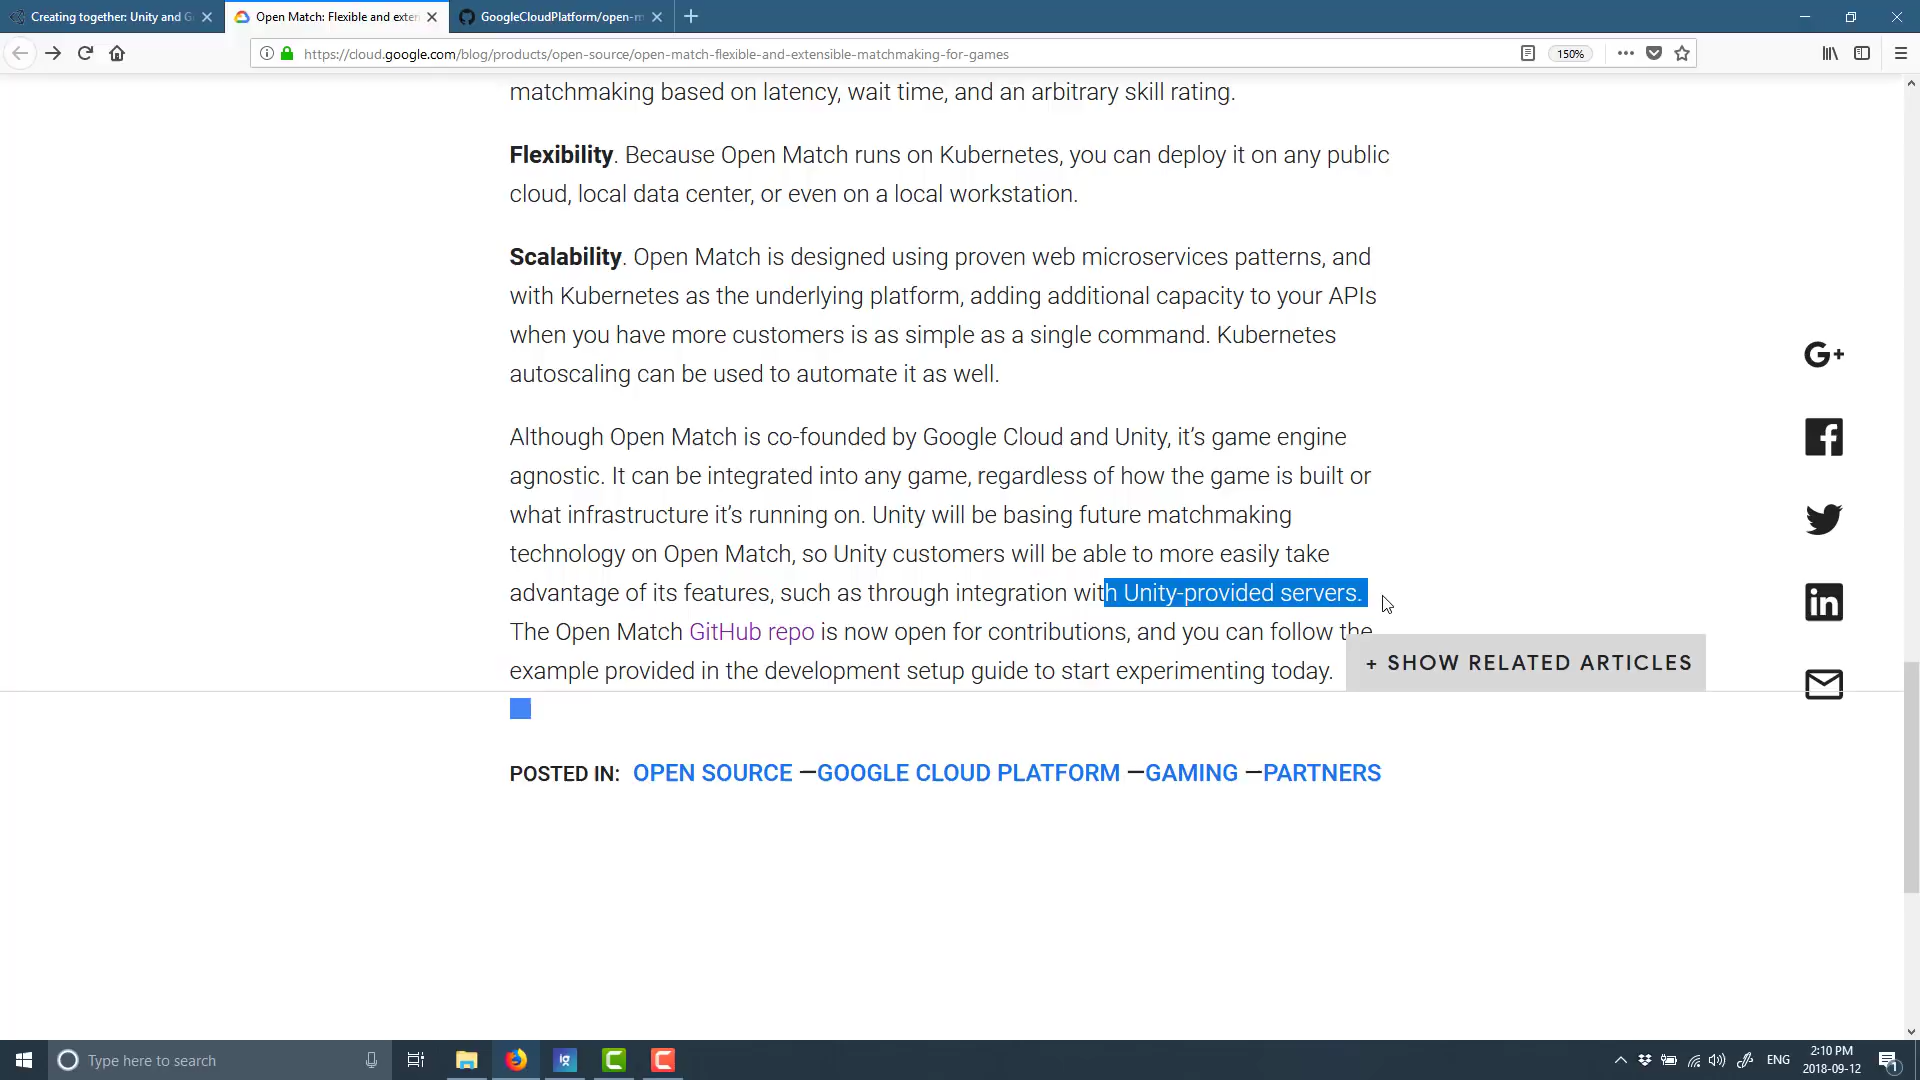 Creating together: Unity and G
Open Match: Flexible and exten
GoogleCloudPlatform/open-m
https://cloud.google.com/blog/products/open-source/open-match-flexible-and-extensible-matchmaking-for-games
150%
matchmaking based on latency, wait time, and an arbitrary skill rating.
Flexibility. Because Open Match runs on Kubernetes, you can deploy it on any public
cloud, local data center, or even on a local workstation.
Scalability. Open Match is designed using proven web microservices patterns, and
with Kubernetes as the underlying platform, adding additional capacity to your APIs
when you have more customers is as simple as a single command. Kubernetes
autoscaling can be used to automate it as well.
Although Open Match is co-founded by Google Cloud and Unity, it’s game engine
agnostic. It can be integrated into any game, regardless of how the game is built or
what infrastructure it’s running on. Unity will be basing future matchmaking
technology on Open Match, so Unity customers will be able to more easily take
advantage of its features, such as through integration with Unity-provided servers.
The Open Match GitHub repo is now open for contributions, and you can follow the
example provided in the development setup guide to start experimenting today.
+ SHOW RELATED ARTICLES
POSTED IN: OPEN SOURCE —GOOGLE CLOUD PLATFORM —GAMING —PARTNERS
G+
f
in
Type here to search
ig
C
C
ENG
2:10 PM
2018-09-12
1